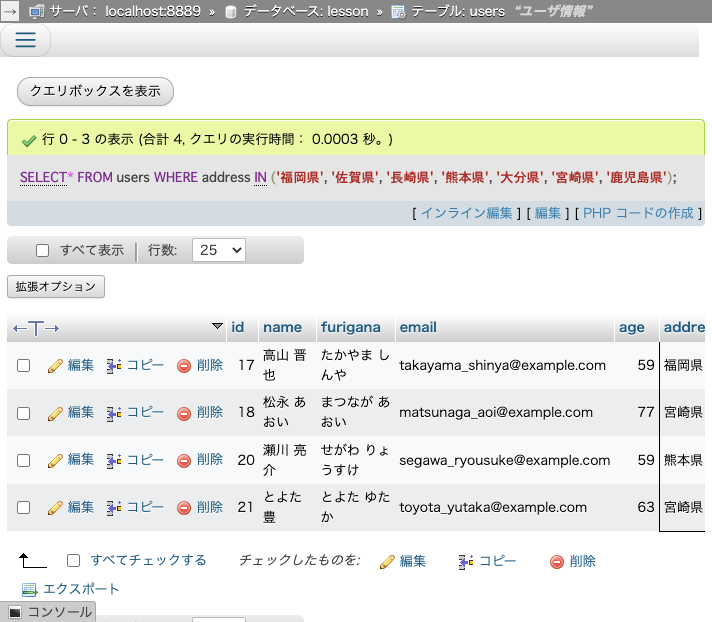 サーバ： localhost:8889 » データベース: lesson » テーブル: users “ユーザ情報”
クエリボックスを表示
行 0 - 3 の表示 (合計 4, クエリの実行時間： 0.0003 秒。)
SELECT* FROM users WHERE address IN ('福岡県', '佐賀県', '長崎県', '熊本県', '大分県', '宮崎県', '鹿児島県');
[ インライン編集 ] [ 編集 ] [ PHP コードの作成 ]
すべて表示 行数: 25
拡張オプション
←T→ id name furigana email age addre
編集 コピー 削除 17 高山 晋也 たかやま しんや takayama_shinya@example.com 59 福岡県
編集 コピー 削除 18 松永 あおい まつなが あおい matsunaga_aoi@example.com 77 宮崎県
編集 コピー 削除 20 瀬川 亮介 せがわ りょうすけ segawa_ryousuke@example.com 59 熊本県
編集 コピー 削除 21 とよた 豊 とよた ゆたか toyota_yutaka@example.com 63 宮崎県
すべてチェックする チェックしたものを: 編集 コピー 削除
エクスポート
コンソール